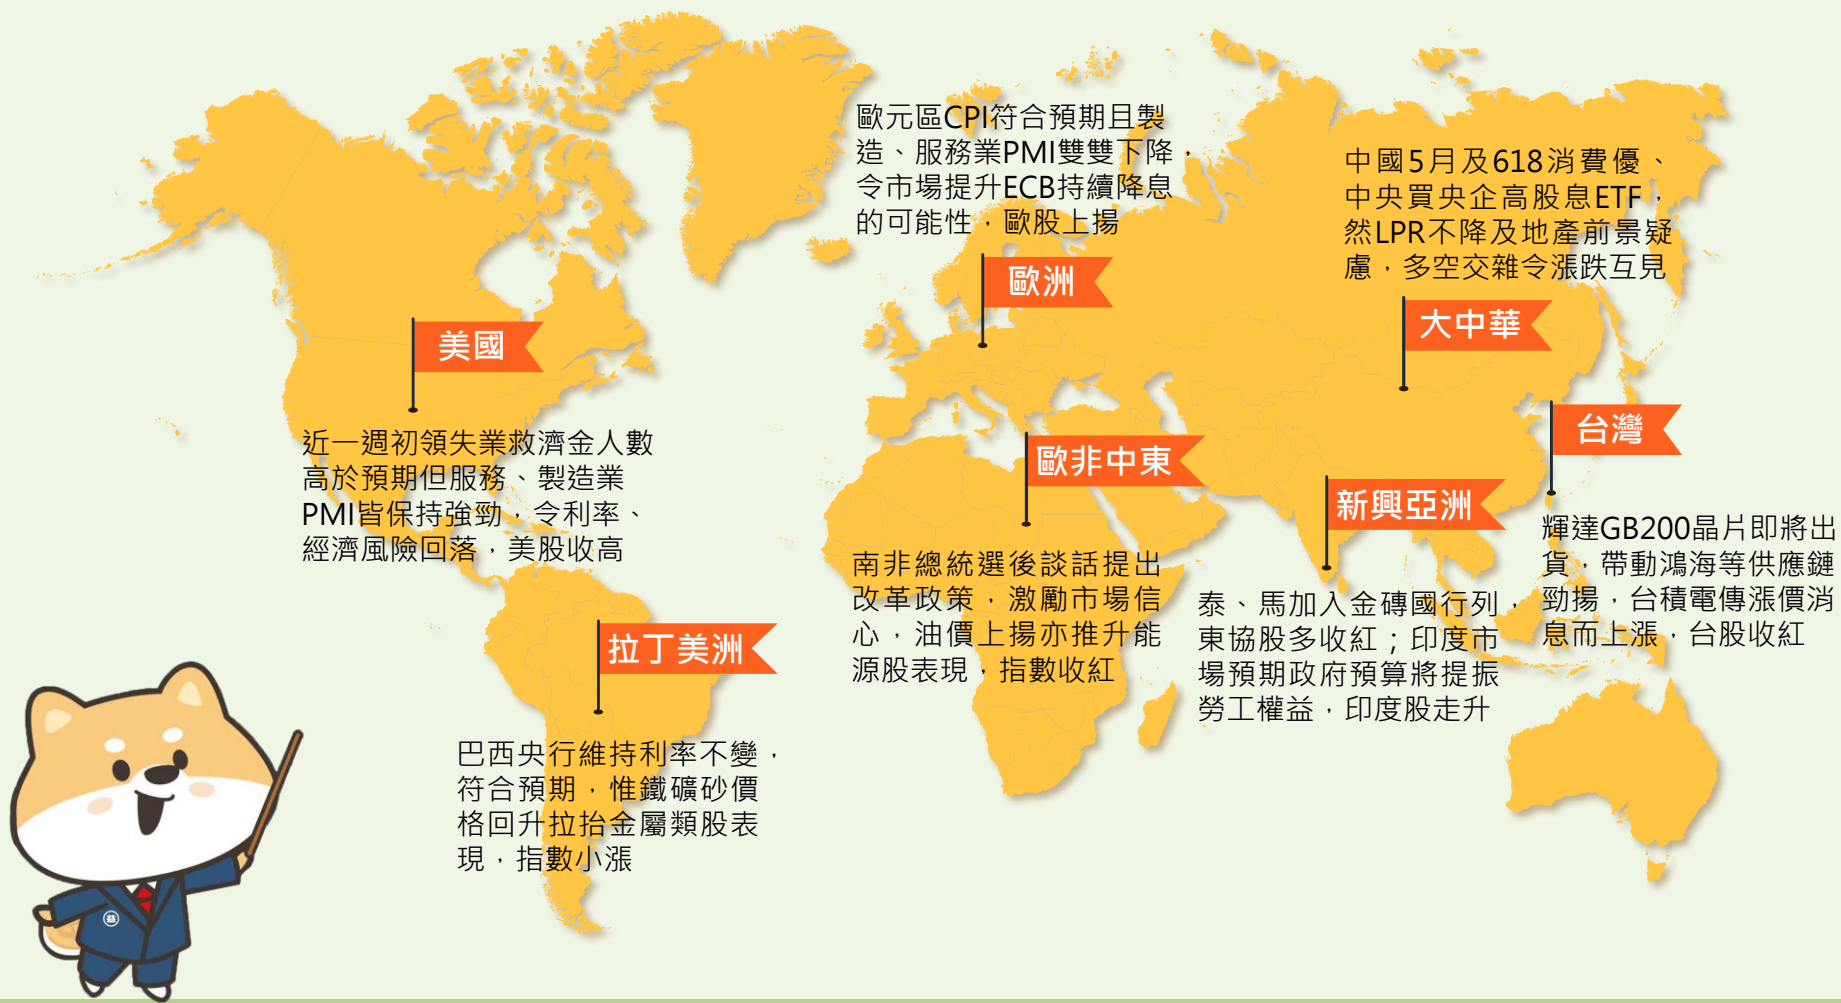 歐元區CPI符合預期且製
造、服務業PMI雙雙下降，
令市場提升ECB持續降息
的可能性，歐股上揚
歐洲
中國5月及618消費優、
中央買央企高股息ETF，
然LPR不降及地產前景疑
慮，多空交雜令漲跌互見
大中華
美國
近一週初領失業救濟金人數
高於預期但服務、製造業
PMI皆保持強勁，令利率、
經濟風險回落，美股收高
台灣
輝達GB200晶片即將出
貨，帶動鴻海等供應鏈
勁揚，台積電傳漲價消
息而上漲，台股收紅
歐非中東
南非總統選後談話提出
改革政策，激勵市場信
心，油價上揚亦推升能
源股表現，指數收紅
新興亞洲
泰、馬加入金磚國行列，
東協股多收紅；印度市
場預期政府預算將提振
勞工權益，印度股走升
拉丁美洲
巴西央行維持利率不變，
符合預期，惟鐵礦砂價
格回升拉抬金屬類股表
現，指數小漲